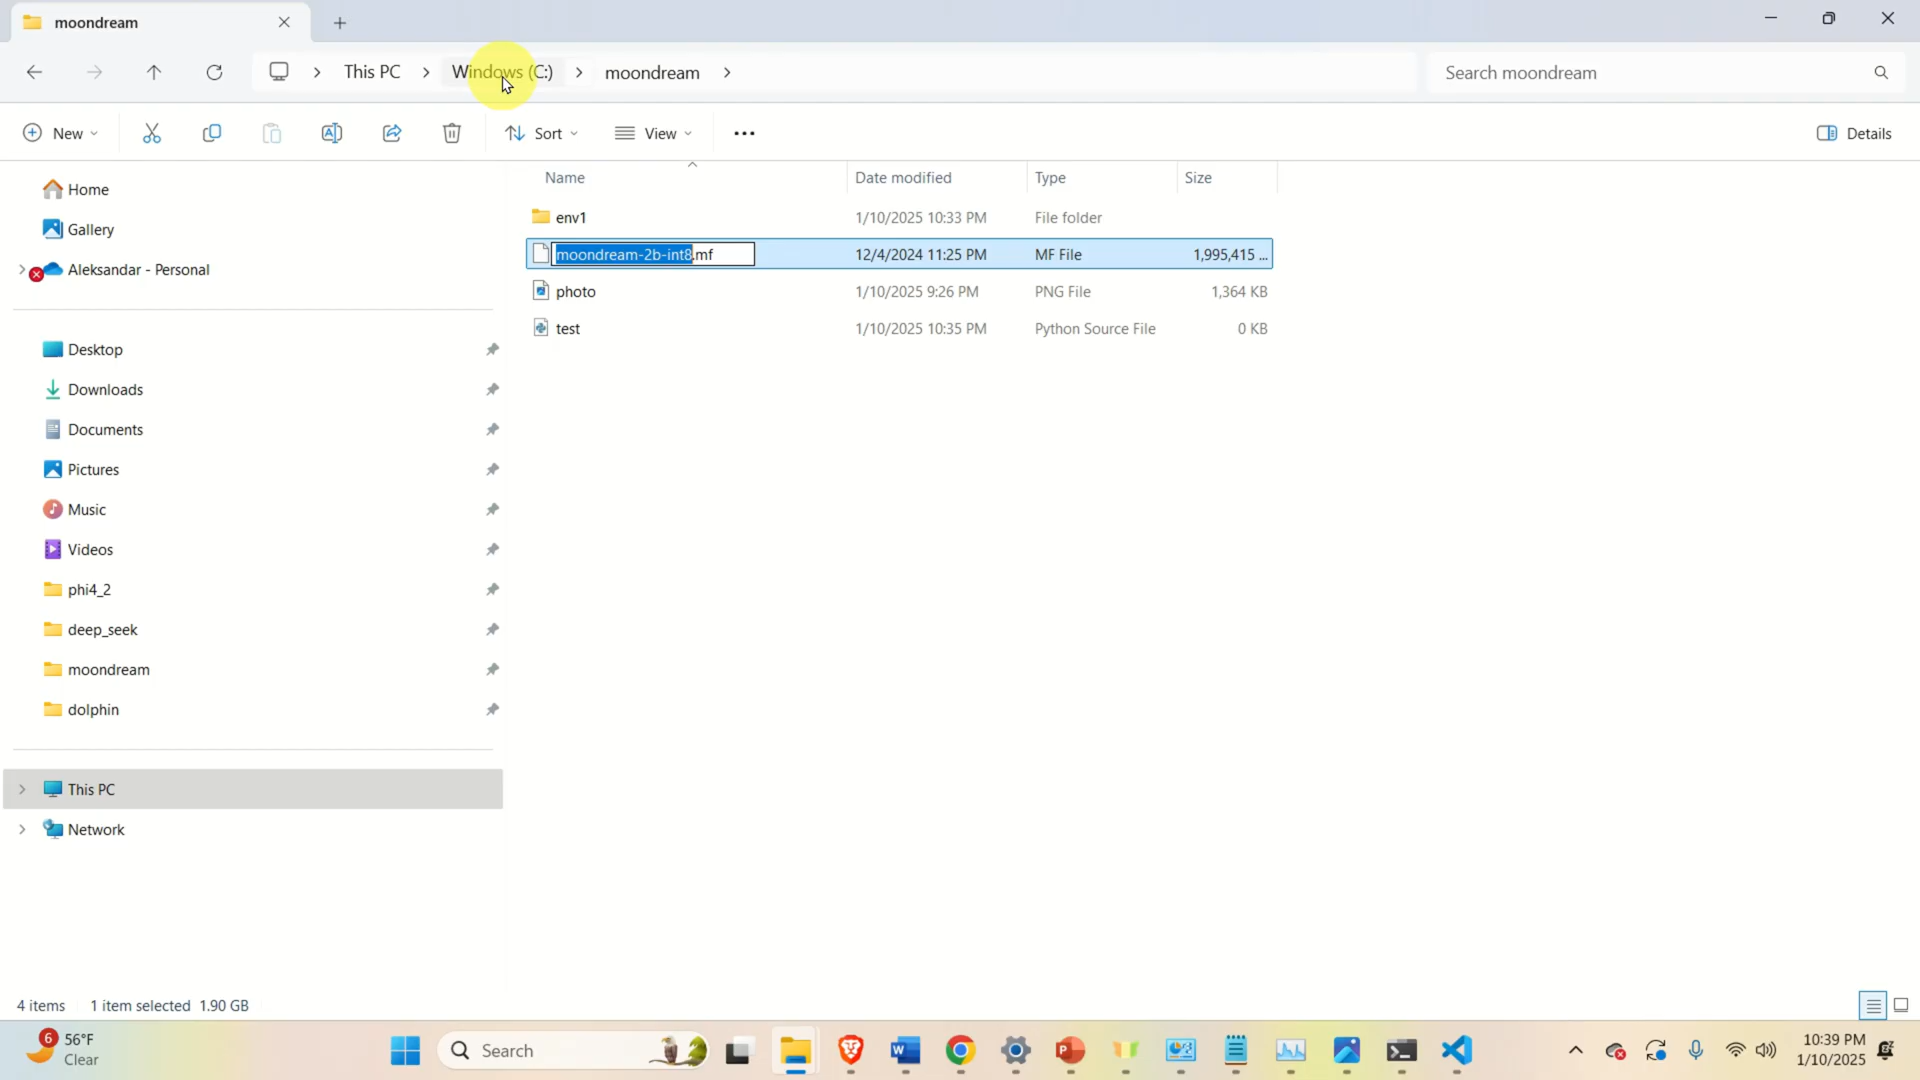 moondream
This PC > Windows (C:) > moondream >
Search moondream
New
Sort
View
Details
Name
Date modified
Type
Size
env1 1/10/2025 10:33 PM File folder
moondream-2b-int8.mf 12/4/2024 11:25 PM MF File 1,995,415 ...
photo 1/10/2025 9:26 PM PNG File 1,364 KB
test 1/10/2025 10:35 PM Python Source File 0 KB
Home
Gallery
Aleksandar - Personal
Desktop
Downloads
Documents
Pictures
Music
Videos
phi4_2
deep_seek
moondream
dolphin
This PC
Network
4 items 1 item selected 1.90 GB
6
56°F
Clear
Search
10:39 PM
1/10/2025